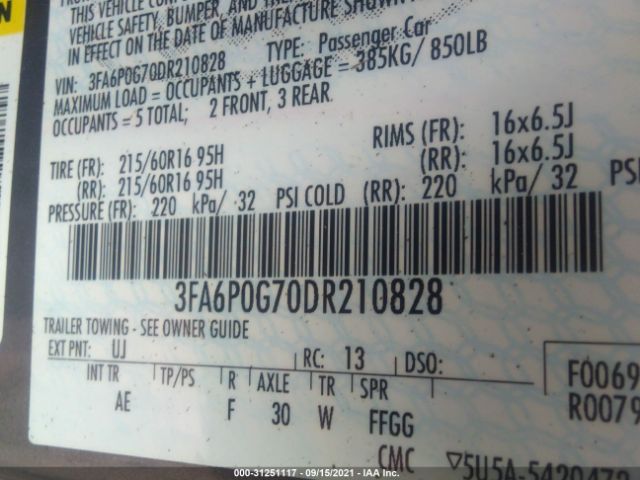 THIS VEHICLE
VEHICLE SAFETY, BUMPER, AND
IN EFFECT ON THE DATE OF MANUFACTURE SHOWN
VIN: 3FA6P0G70DR210828 TYPE: Passenger Car
MAXIMUM LOAD = OCCUPANTS + LUGGAGE = 385KG/ 850LB
OCCUPANTS = 5 TOTAL; 2 FRONT, 3 REAR
TIRE (FR): 215/60R16 95H RIMS (FR): 16x6.5J
(RR): 215/60R16 95H (RR): 16x6.5J
PRESSURE (FR): 220 kPa/ 32 PSI COLD (RR): 220 kPa/ 32 PSI
3FA6P0G70DR210828
TRAILER TOWING - SEE OWNER GUIDE
EXT PNT: UJ RC: 13 DSO:
INT TR TP/PS R AXLE TR SPR
AE F 30 W FFGG
F0069
R0079
CMC ▽5U5A-5420472
000-31251117 - 09/15/2021 - IAA Inc.